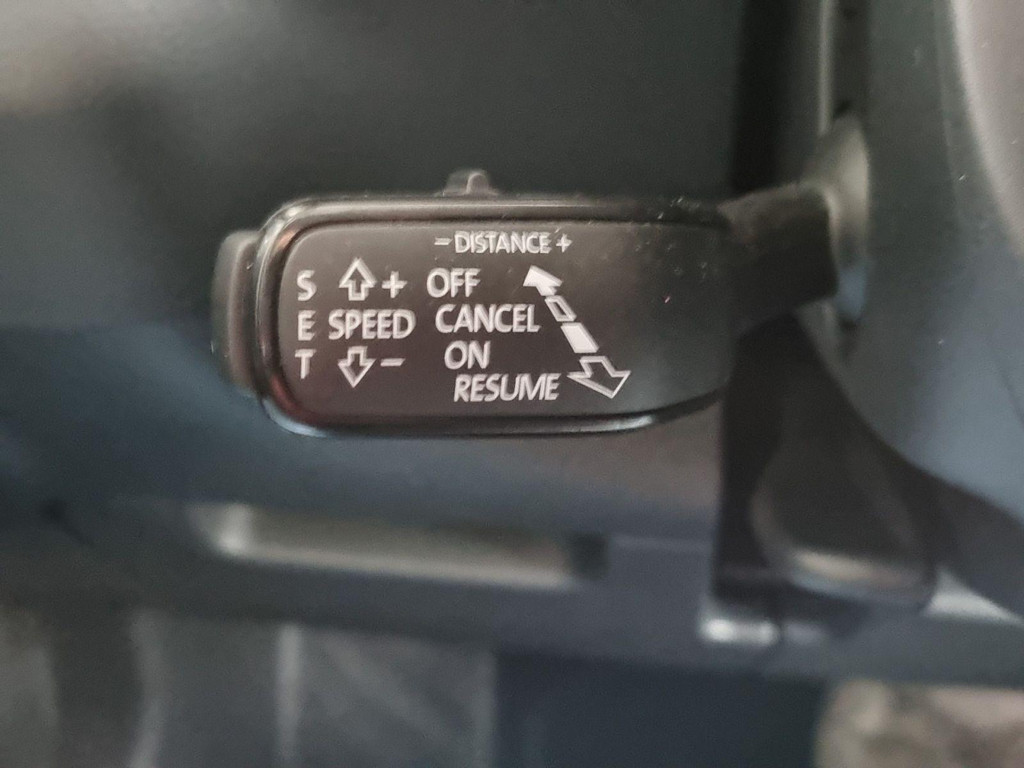 - DISTANCE +
S + OFF
E SPEED CANCEL
T - ON
RESUME